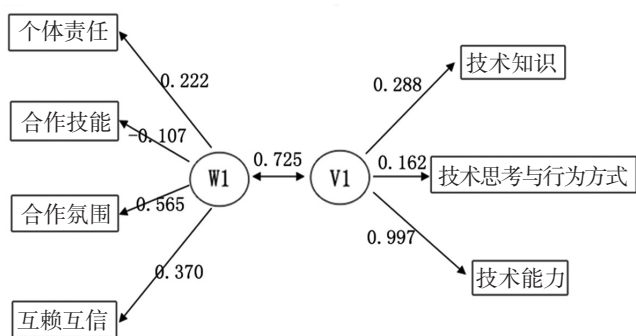 个体责任
0.222
合作技能
-0.107
合作氛围
0.565
互赖互信
0.370
W1
0.725
V1
0.288
技术知识
0.162
技术思考与行为方式
0.997
技术能力